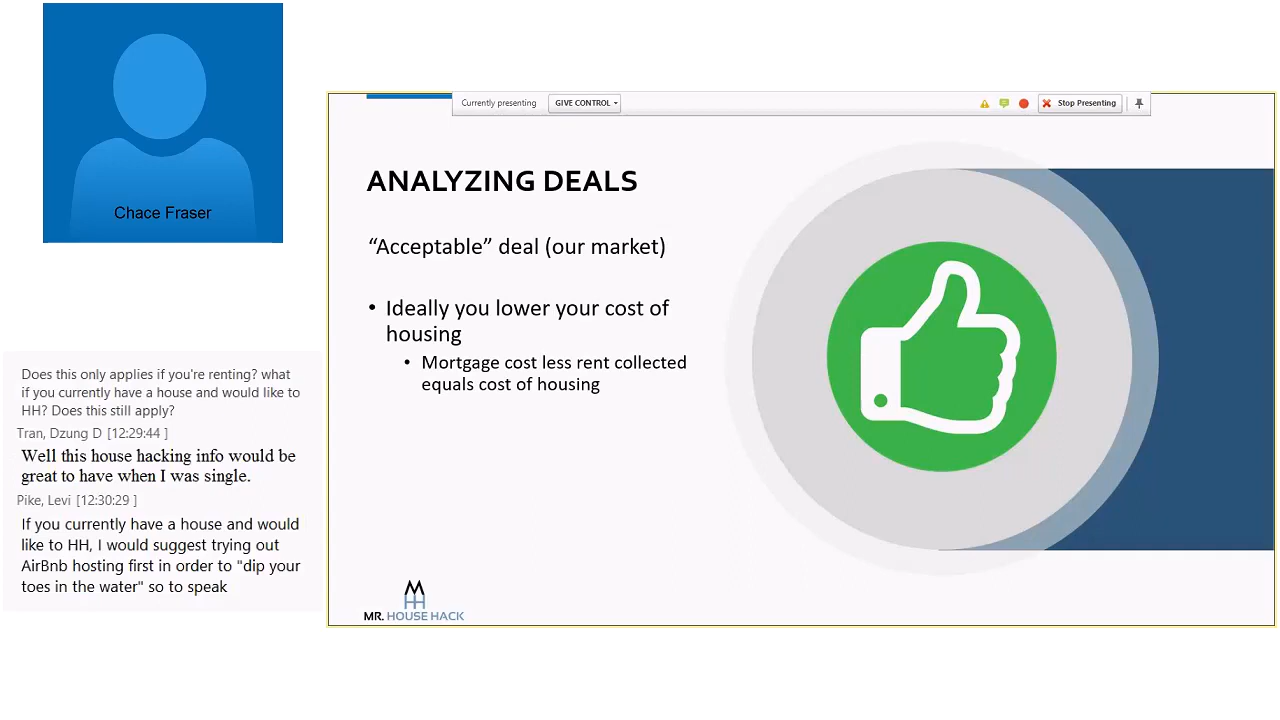 Chace Fraser
Does this only applies if you're renting? what
if you currently have a house and would like to
HH? Does this still apply?
Tran, Dzung D [12:29:44 ]
Well this house hacking info would be
great to have when I was single.
Pike, Levi [12:30:29 ]
If you currently have a house and would
like to HH, I would suggest trying out
AirBnb hosting first in order to "dip your
toes in the water" so to speak
Currently presenting
GIVE CONTROL
Stop Presenting
ANALYZING DEALS
“Acceptable” deal (our market)
• Ideally you lower your cost of
housing
• Mortgage cost less rent collected
equals cost of housing
MHH
MR. HOUSE HACK